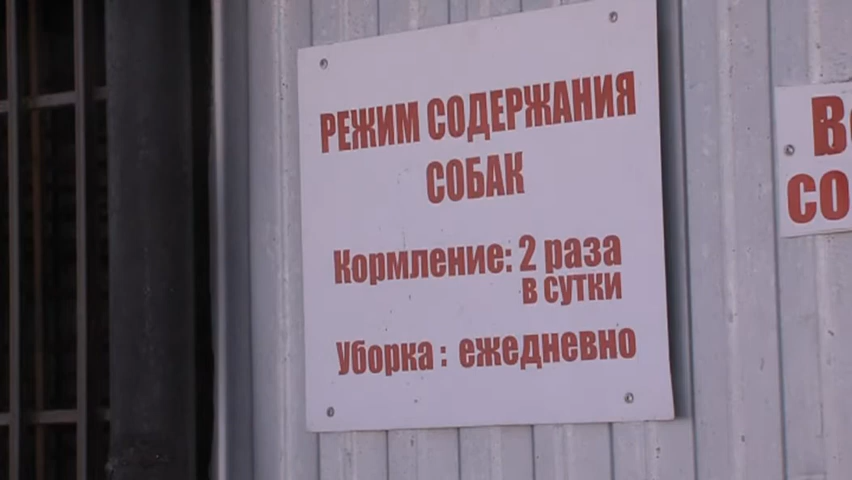 РЕЖИМ СОДЕРЖАНИЯ
СОБАК
Кормление: 2 раза
в сутки
Уборка : ежедневно